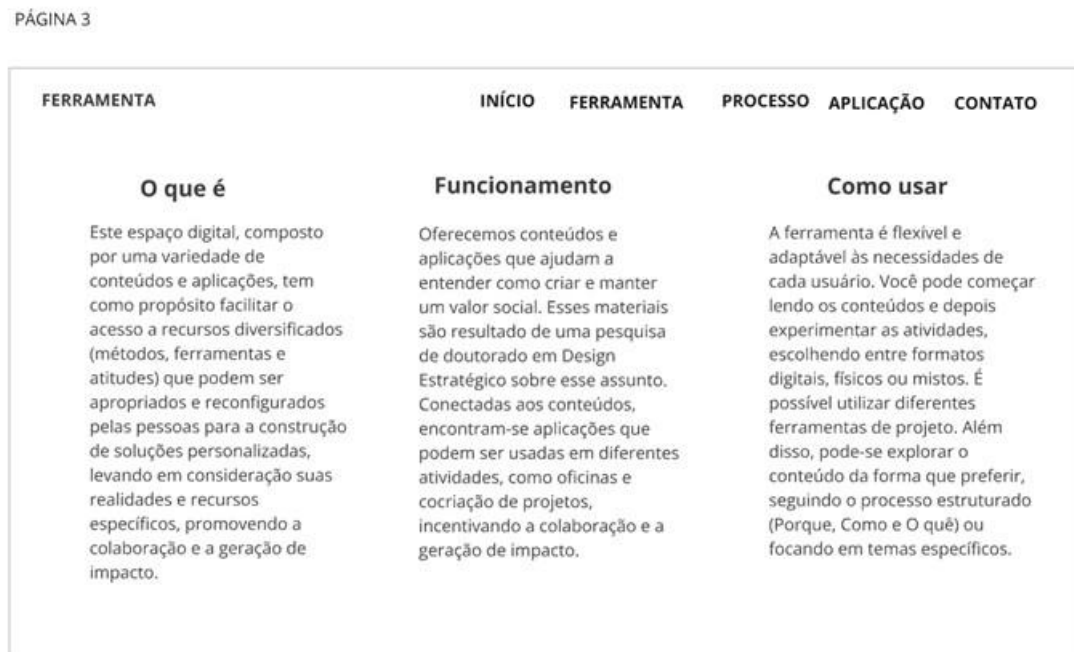 PÁGINA 3
FERRAMENTA
INÍCIO FERRAMENTA PROCESSO APLICAÇÃO CONTATO
O que é
Este espaço digital, composto
por uma variedade de
conteúdos e aplicações, tem
como propósito facilitar o
acesso a recursos diversificados
(métodos, ferramentas e
atitudes) que podem ser
apropriados e reconfigurados
pelas pessoas para a construção
de soluções personalizadas,
levando em consideração suas
realidades e recursos
específicos, promovendo a
colaboração e a geração de
impacto.
Funcionamento
Oferecemos conteúdos e
aplicações que ajudam a
entender como criar e manter
um valor social. Esses materiais
são resultado de uma pesquisa
de doutorado em Design
Estratégico sobre esse assunto.
Conectadas aos conteúdos,
encontram-se aplicações que
podem ser usadas em diferentes
atividades, como oficinas e
cocriação de projetos,
incentivando a colaboração e a
geração de impacto.
Como usar
A ferramenta é flexível e
adaptável às necessidades de
cada usuário. Você pode começar
lendo os conteúdos e depois
experimentar as atividades,
escolhendo entre formatos
digitais, físicos ou mistos. É
possível utilizar diferentes
ferramentas de projeto. Além
disso, pode-se explorar o
conteúdo da forma que preferir,
seguindo o processo estruturado
(Porque, Como e O quê) ou
focando em temas específicos.